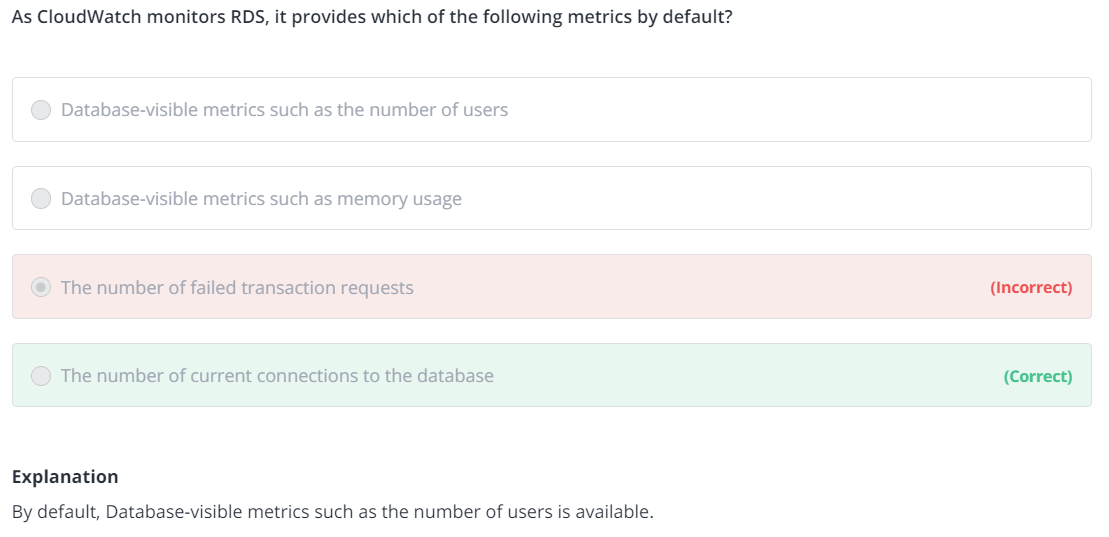 As CloudWatch monitors RDS, it provides which of the following metrics by default?
Database-visible metrics such as the number of users
Database-visible metrics such as memory usage
The number of failed transaction requests (Incorrect)
The number of current connections to the database (Correct)
Explanation
By default, Database-visible metrics such as the number of users is available.